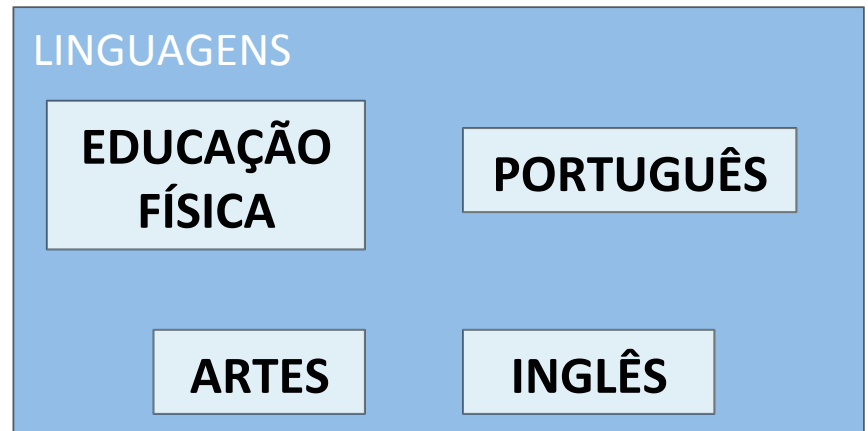 LINGUAGENS
EDUCAÇÃO
FÍSICA
PORTUGUÊS
ARTES
INGLÊS